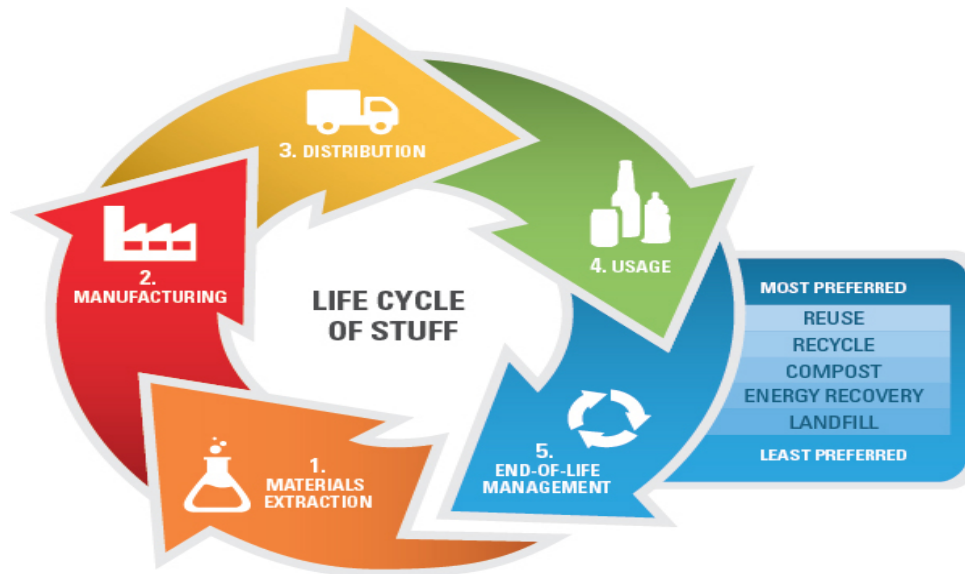 LIFE CYCLE
OF STUFF
1.
MATERIALS
EXTRACTION
2.
MANUFACTURING
3. DISTRIBUTION
4. USAGE
5.
END-OF-LIFE
MANAGEMENT
MOST PREFERRED
REUSE
RECYCLE
COMPOST
ENERGY RECOVERY
LANDFILL
LEAST PREFERRED